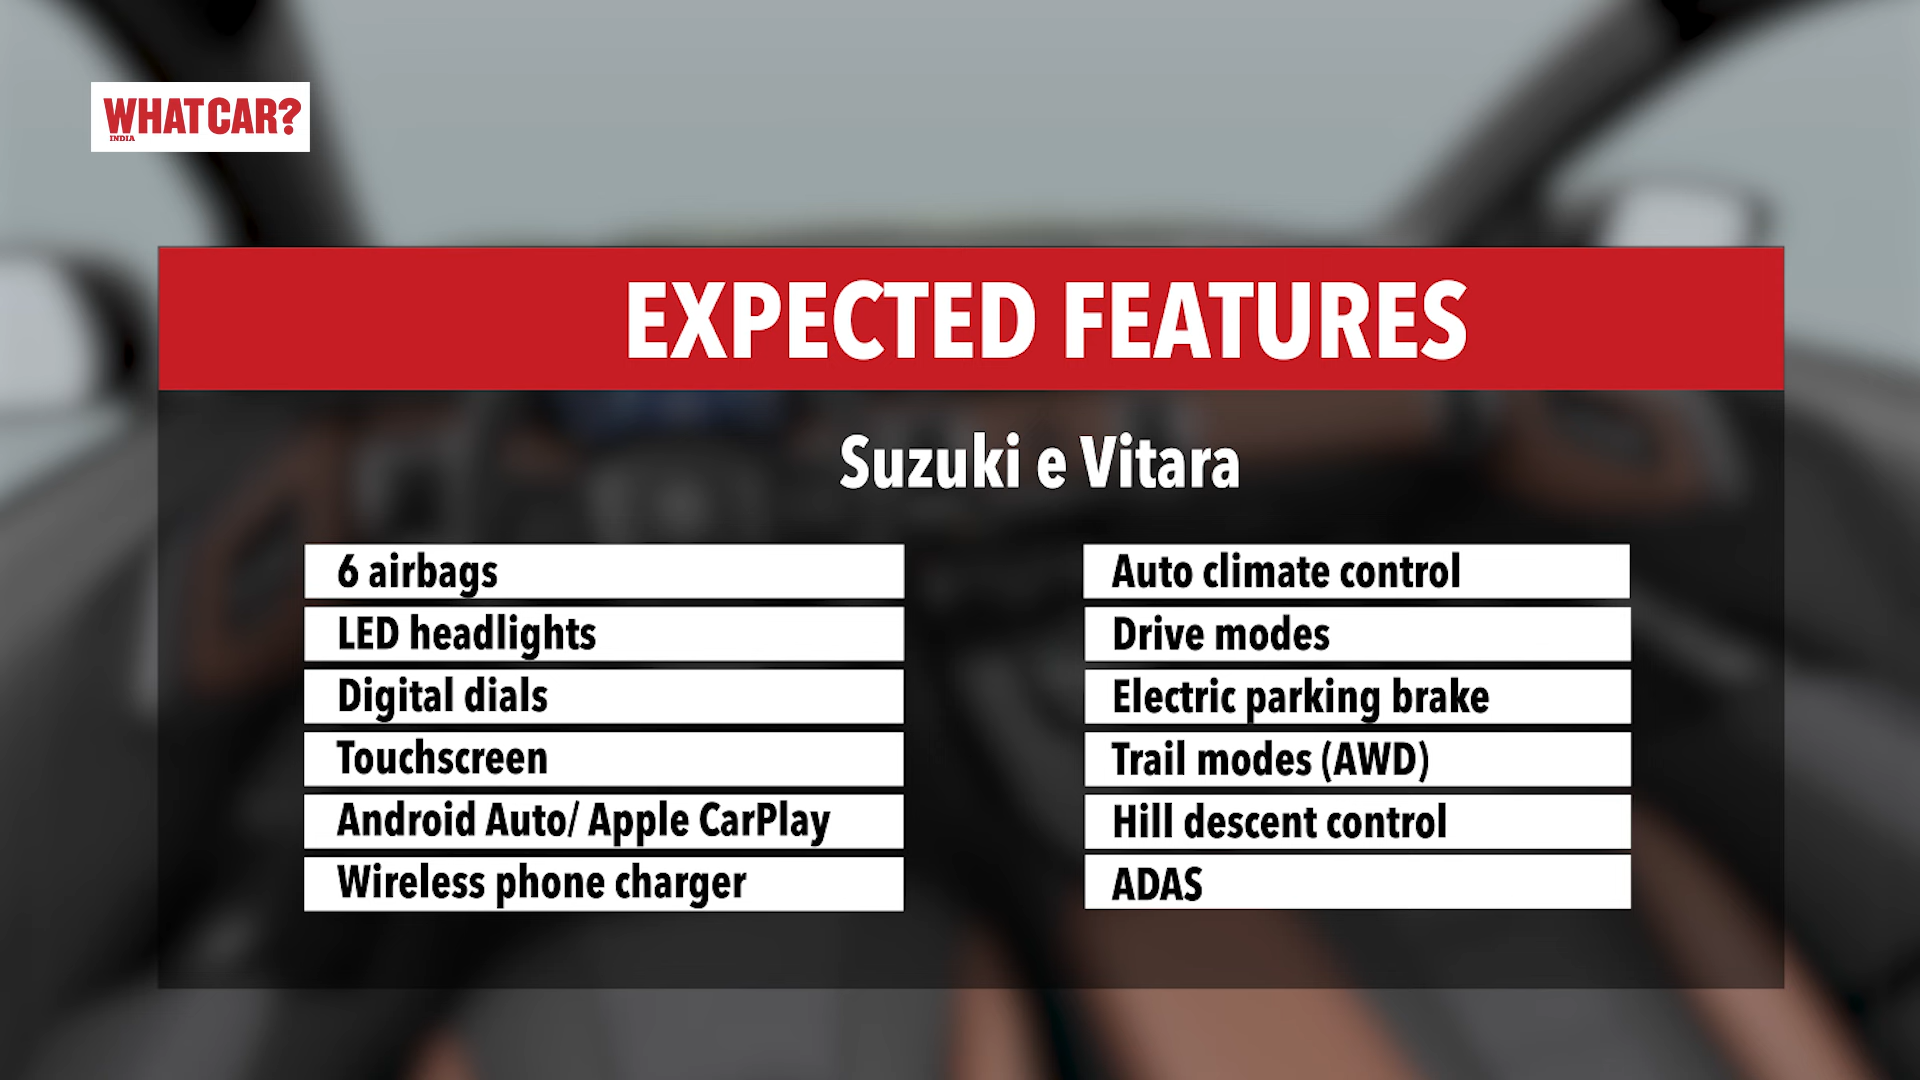 WHAT CAR?
INDIA
EXPECTED FEATURES
Suzuki e Vitara
6 airbags
LED headlights
Digital dials
Touchscreen
Android Auto/ Apple CarPlay
Wireless phone charger
Auto climate control
Drive modes
Electric parking brake
Trail modes (AWD)
Hill descent control
ADAS